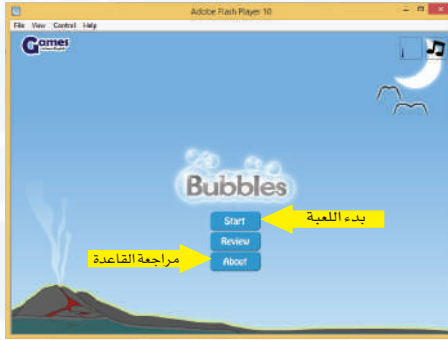 Adobe Flash Player 10
File View Control Help
Games
Bubbles
Start
بدء اللعبة
Review
About
مراجعة القاعدة